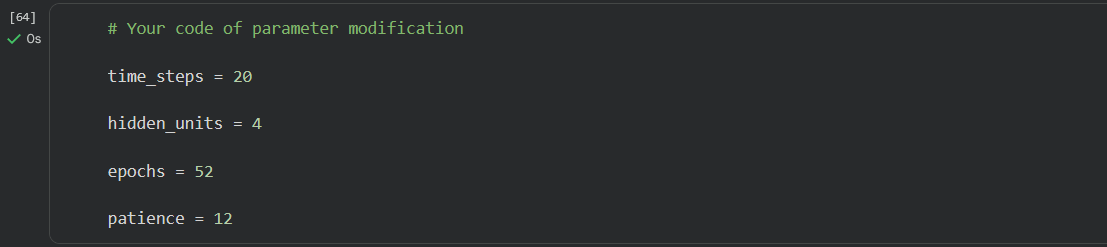 [64]
0s
# Your code of parameter modification
time_steps = 20
hidden_units = 4
epochs = 52
patience = 12